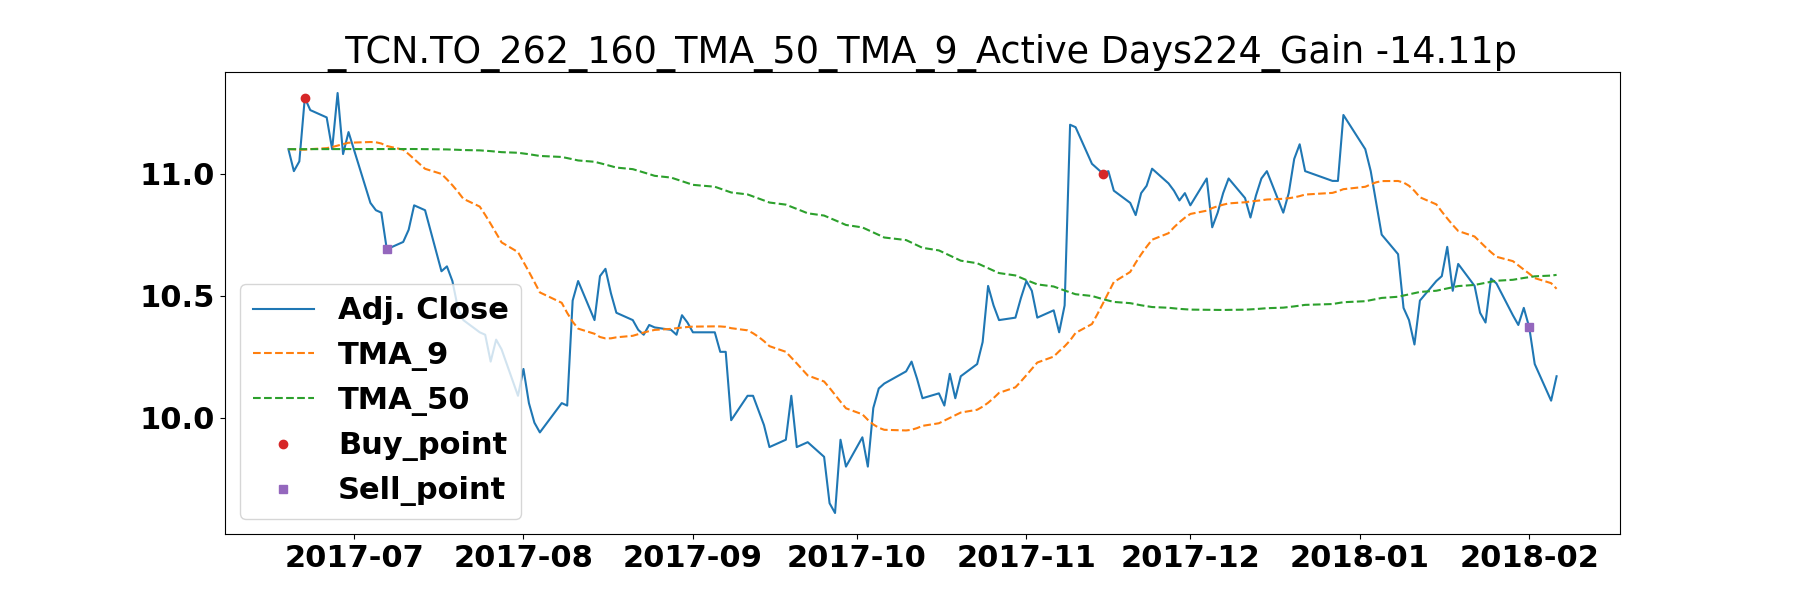 _TCN.TO_262_160_TMA_50_TMA_9_Active Days224_Gain -14.11p
11.0
10.5
10.0
Adj. Close
TMA_9
TMA_50
Buy_point
Sell_point
2017-07 2017-08 2017-09 2017-10 2017-11 2017-12 2018-01 2018-02